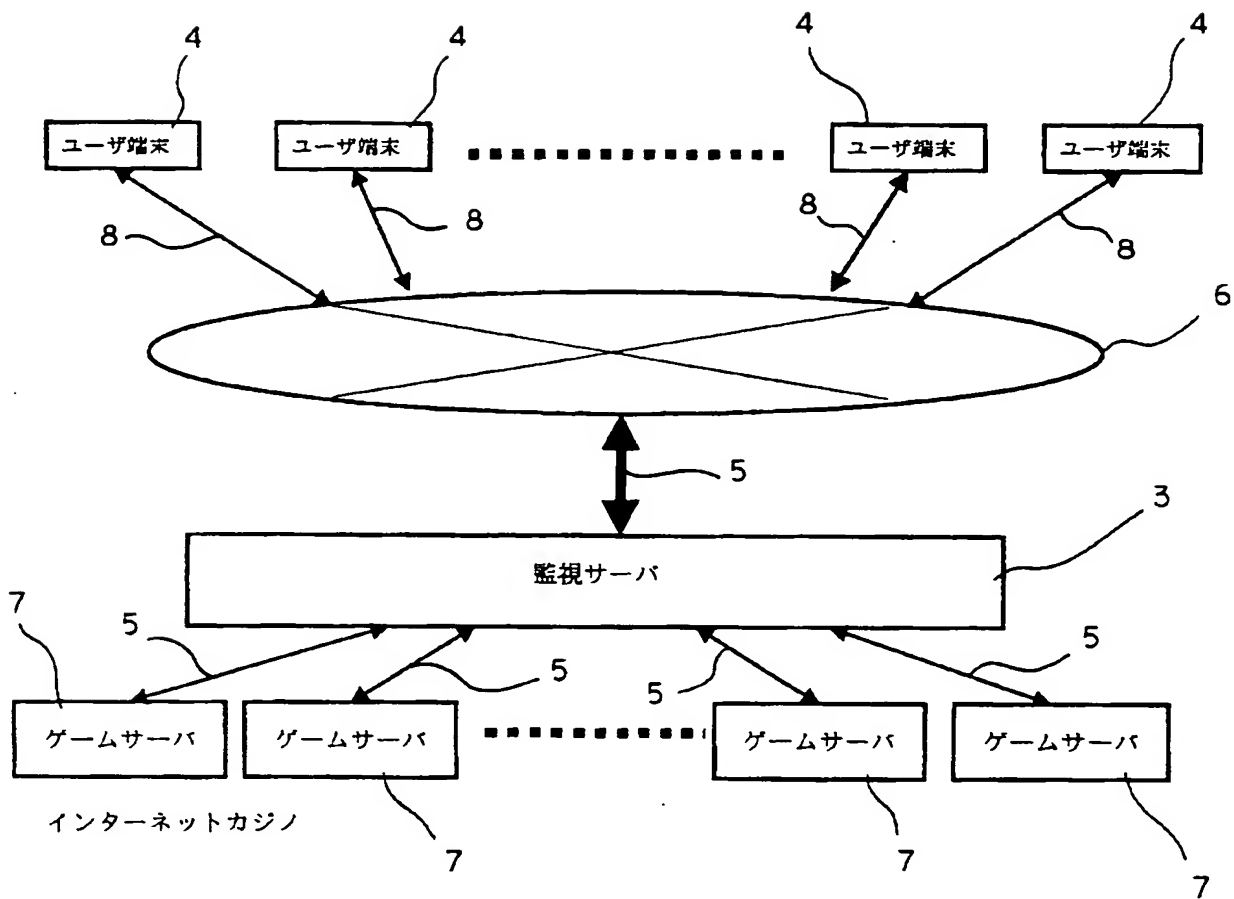 4 4 4 4
ユーザ端末 ユーザ端末 ユーザ端末 ユーザ端末
8 8 8 8
6
5
3
監視サーバ
7 5 5 5 5
ゲームサーバ ゲームサーバ ゲームサーバ ゲームサーバ
インターネットカジノ
7 7 7